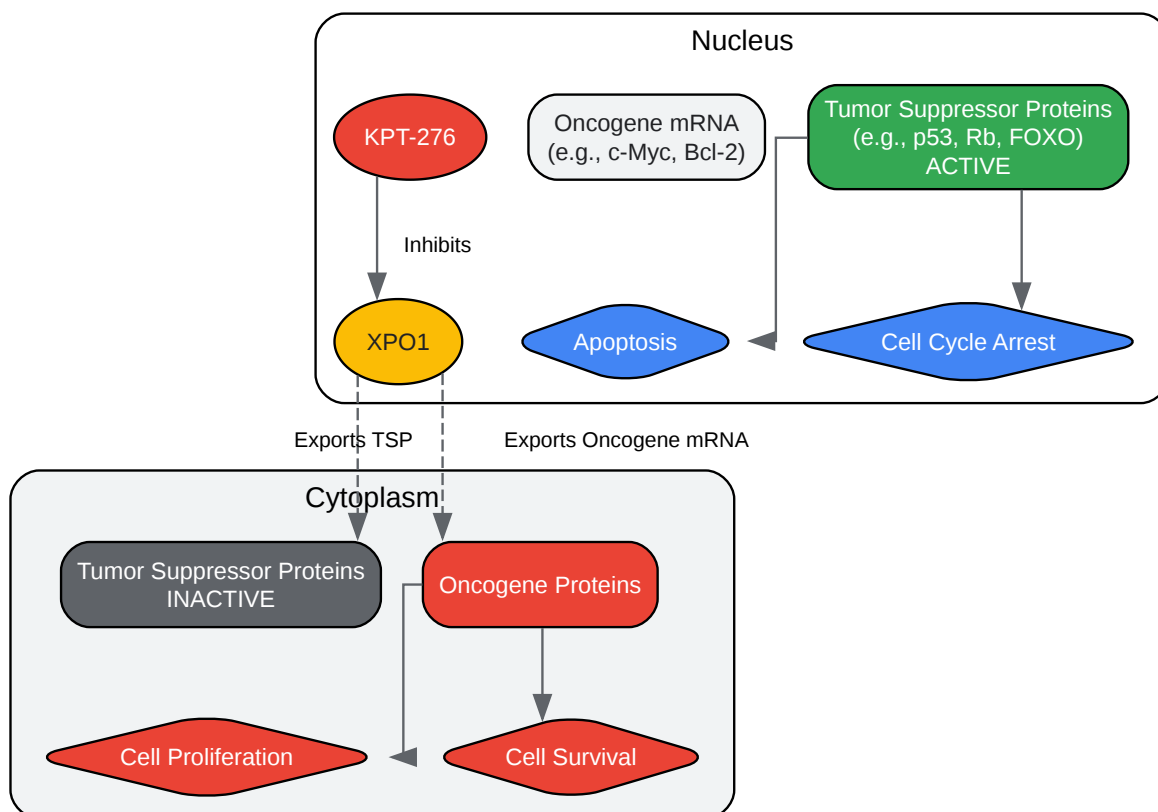 Nucleus
KPT-276
Oncogene mRNA
(e.g., c-Myc, Bcl-2)
Tumor Suppressor Proteins
(e.g., p53, Rb, FOXO)
ACTIVE
Inhibits
XPO1
Apoptosis
Cell Cycle Arrest
Exports TSP
Exports Oncogene mRNA
Cytoplasm
Tumor Suppressor Proteins
INACTIVE
Oncogene Proteins
Cell Proliferation
Cell Survival